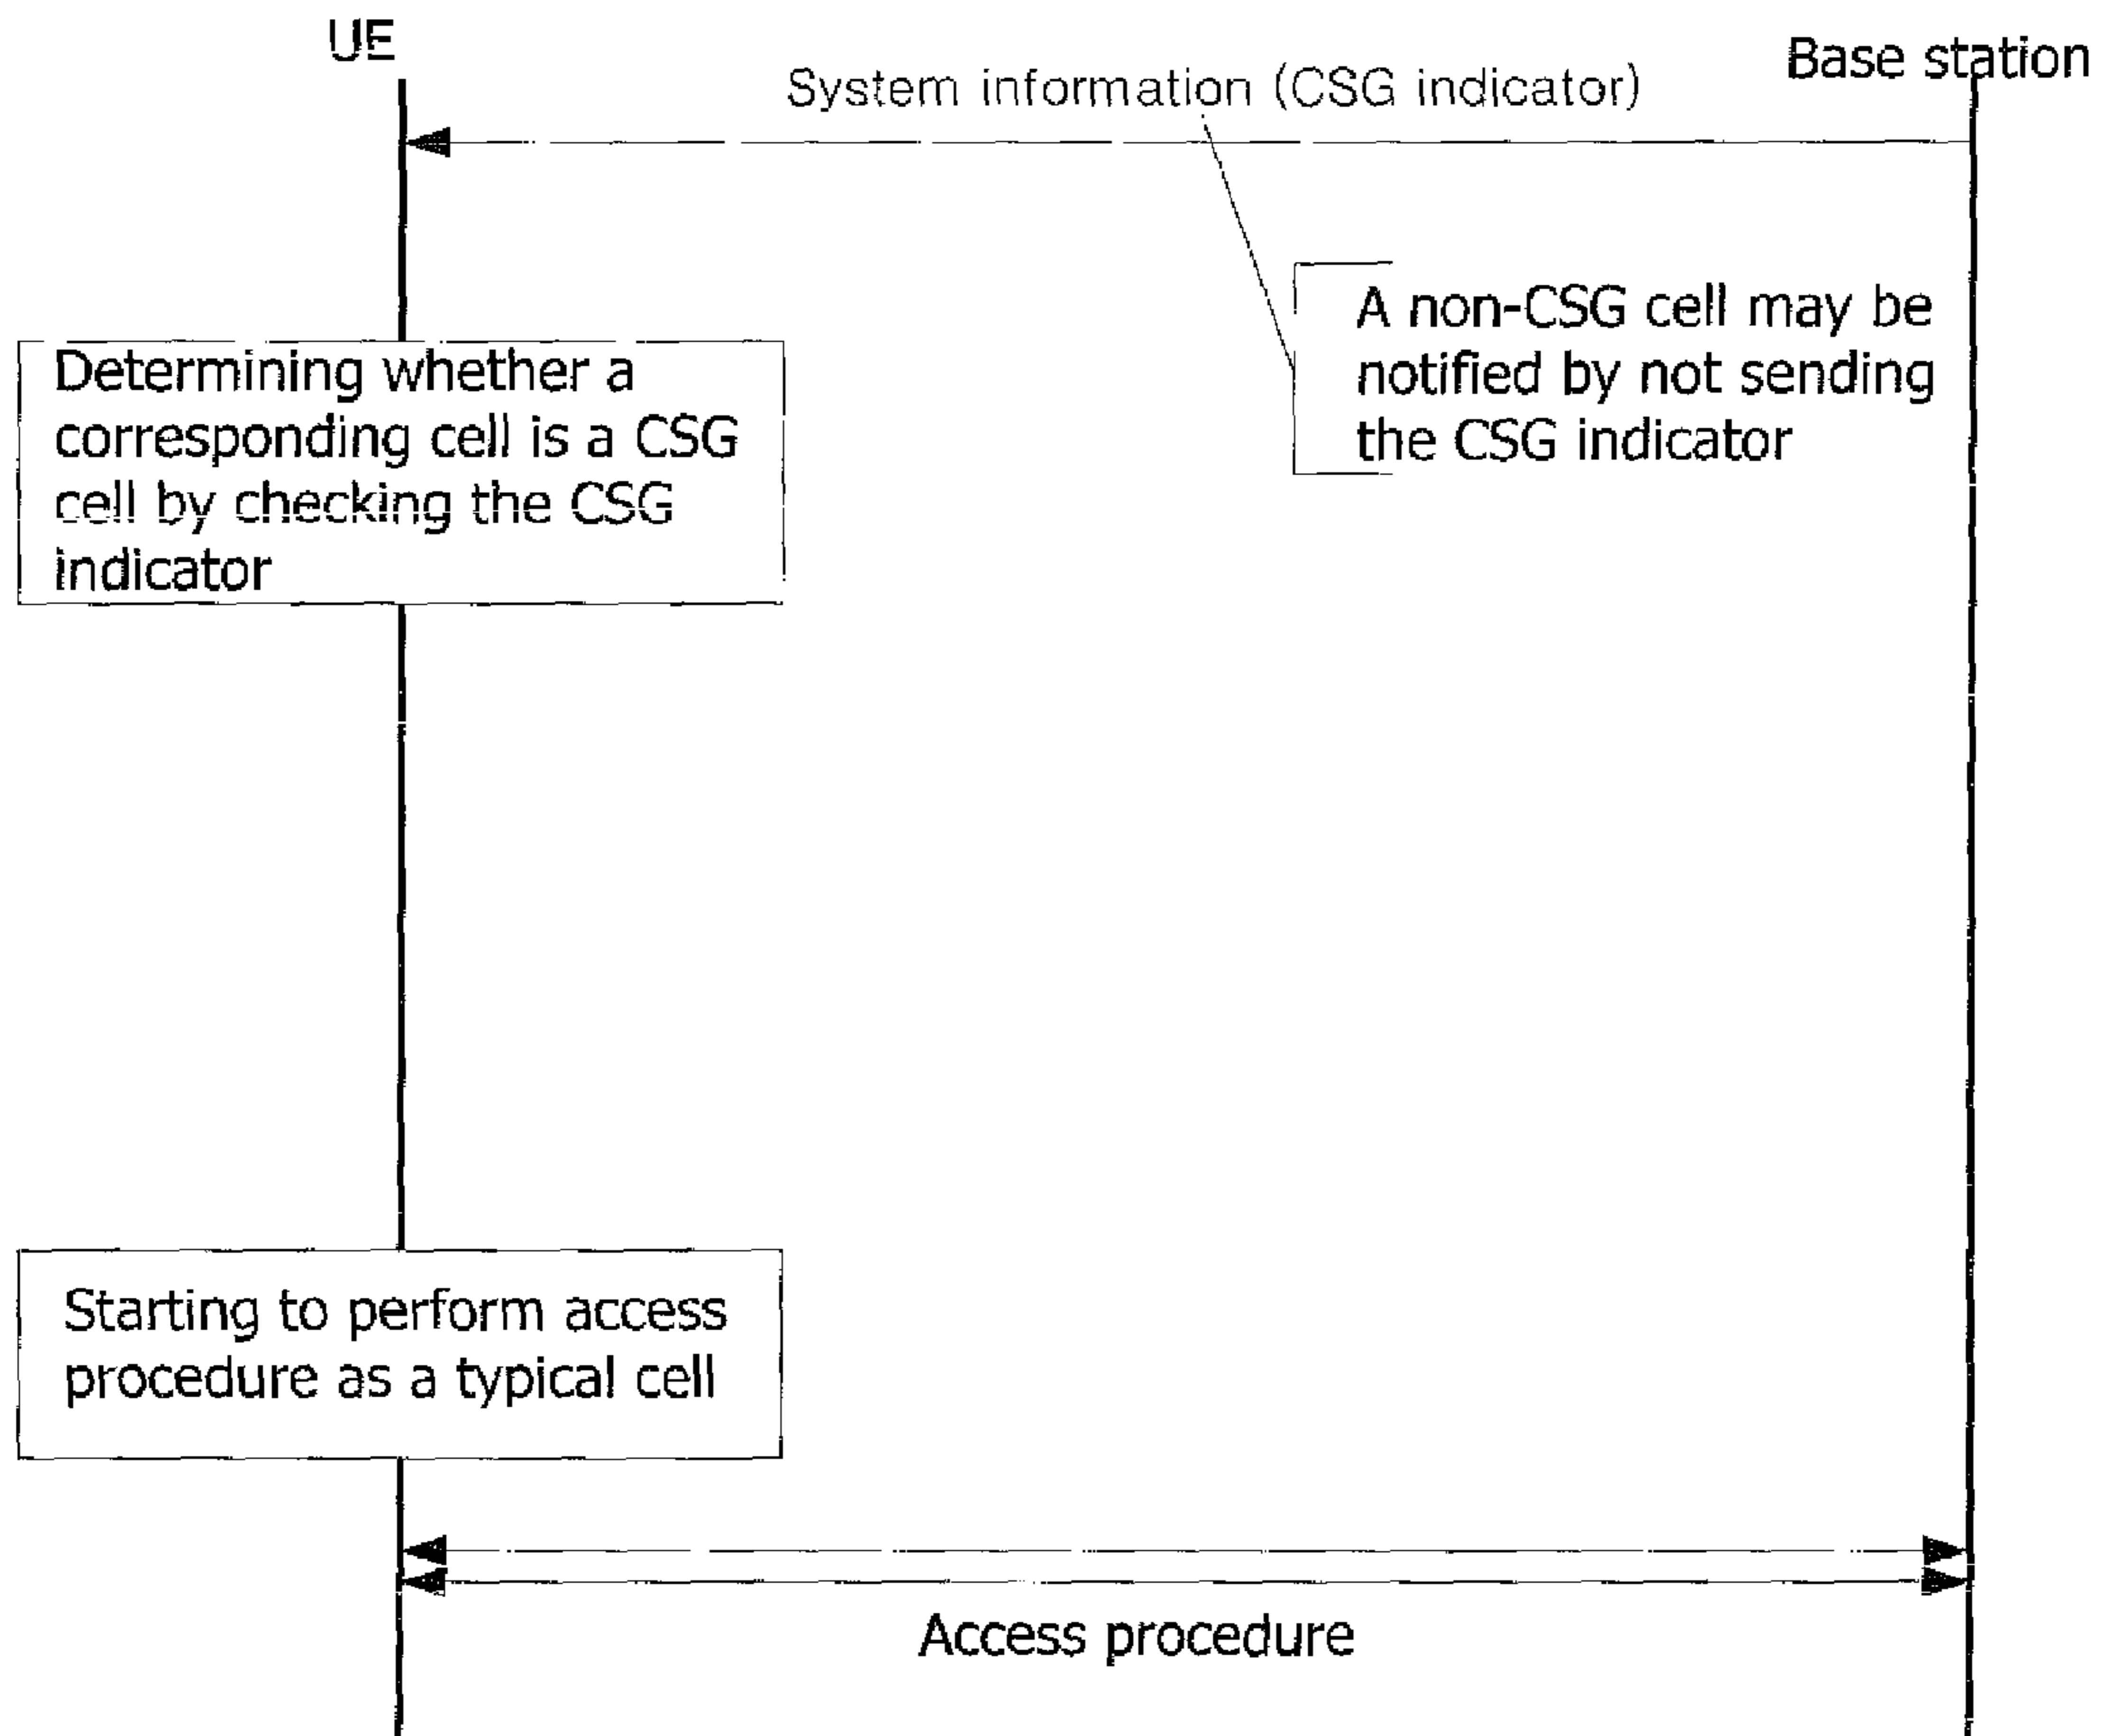 UE
Base station
System information (CSG indicator)
A non-CSG cell may be
notified by not sending
the CSG indicator
Determining whether a
corresponding cell is a CSG
cell by checking the CSG
indicator
Starting to perform access
procedure as a typical cell
Access procedure